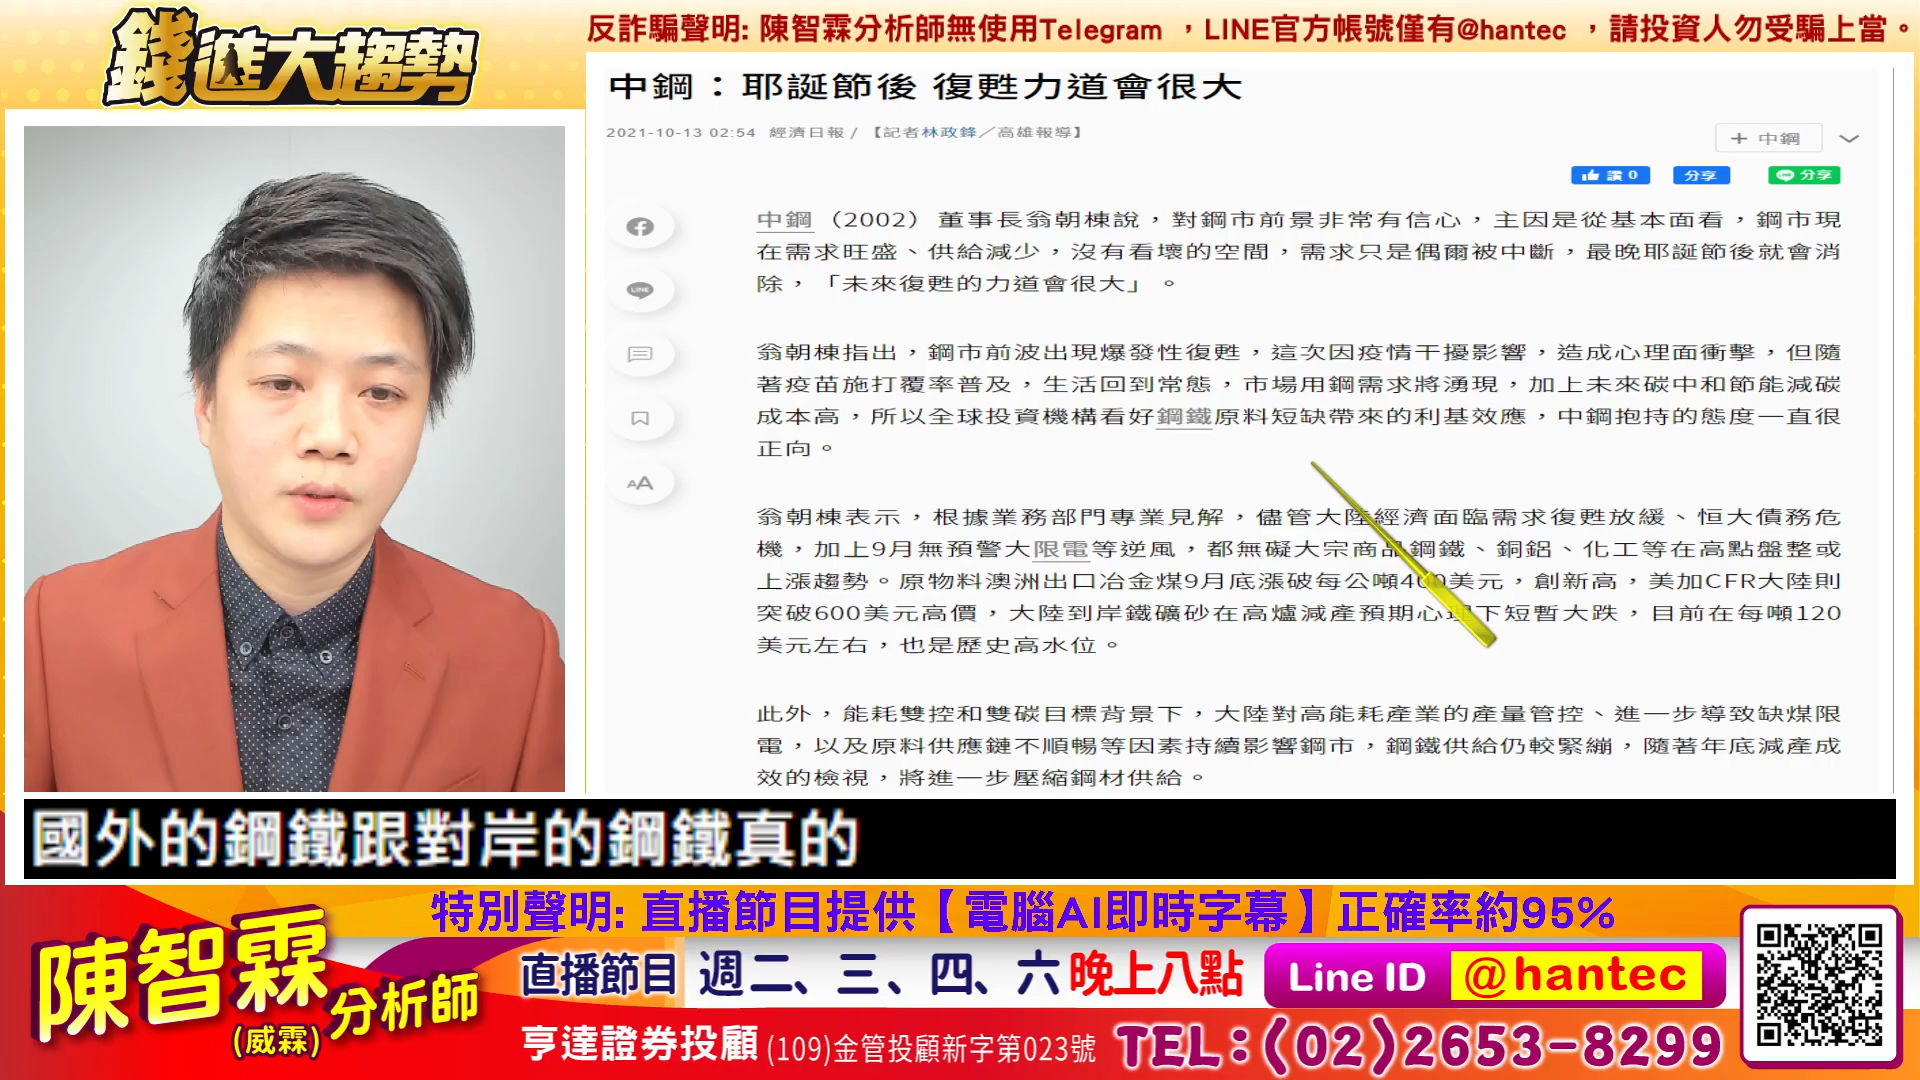 錢進大趨勢
反詐騙聲明: 陳智霖分析師無使用Telegram ，LINE官方帳號僅有@hantec ，請投資人勿受騙上當。
中鋼：耶誕節後 復甦力道會很大
2021-10-13 02:54 經濟日報 / 【記者林政鋒／高雄報導】
+ 中鋼
讚 0 分享 分享
中鋼（2002）董事長翁朝棟說，對鋼市前景非常有信心，主因是從基本面看，鋼市現
在需求旺盛、供給減少，沒有看壞的空間，需求只是偶爾被中斷，最晚耶誕節後就會消
除，「未來復甦的力道會很大」。
LINE
翁朝棟指出，鋼市前波出現爆發性復甦，這次因疫情干擾影響，造成心理面衝擊，但隨
著疫苗施打覆率普及，生活回到常態，市場用鋼需求將湧現，加上未來碳中和節能減碳
成本高，所以全球投資機構看好鋼鐵原料短缺帶來的利基效應，中鋼抱持的態度一直很
正向。
AA
翁朝棟表示，根據業務部門專業見解，儘管大陸經濟面臨需求復甦放緩、恒大債務危
機，加上9月無預警大限電等逆風，都無礙大宗商品鋼鐵、銅鋁、化工等在高點盤整或
上漲趨勢。原物料澳洲出口冶金煤9月底漲破每公噸400美元，創新高，美加CFR大陸則
突破600美元高價，大陸到岸鐵礦砂在高爐減產預期心理下短暫大跌，目前在每噸120
美元左右，也是歷史高水位。
此外，能耗雙控和雙碳目標背景下，大陸對高能耗產業的產量管控、進一步導致缺煤限
電，以及原料供應鏈不順暢等因素持續影響鋼市，鋼鐵供給仍較緊繃，隨著年底減產成
效的檢視，將進一步壓縮鋼材供給。
國外的鋼鐵跟對岸的鋼鐵真的
特別聲明: 直播節目提供【電腦AI即時字幕】正確率約95%
陳智霖分析師
(威霖)
直播節目 週二、三、四、六晚上八點
Line ID @hantec
亨達證券投顧 (109)金管投顧新字第023號 TEL:(02)2653-8299